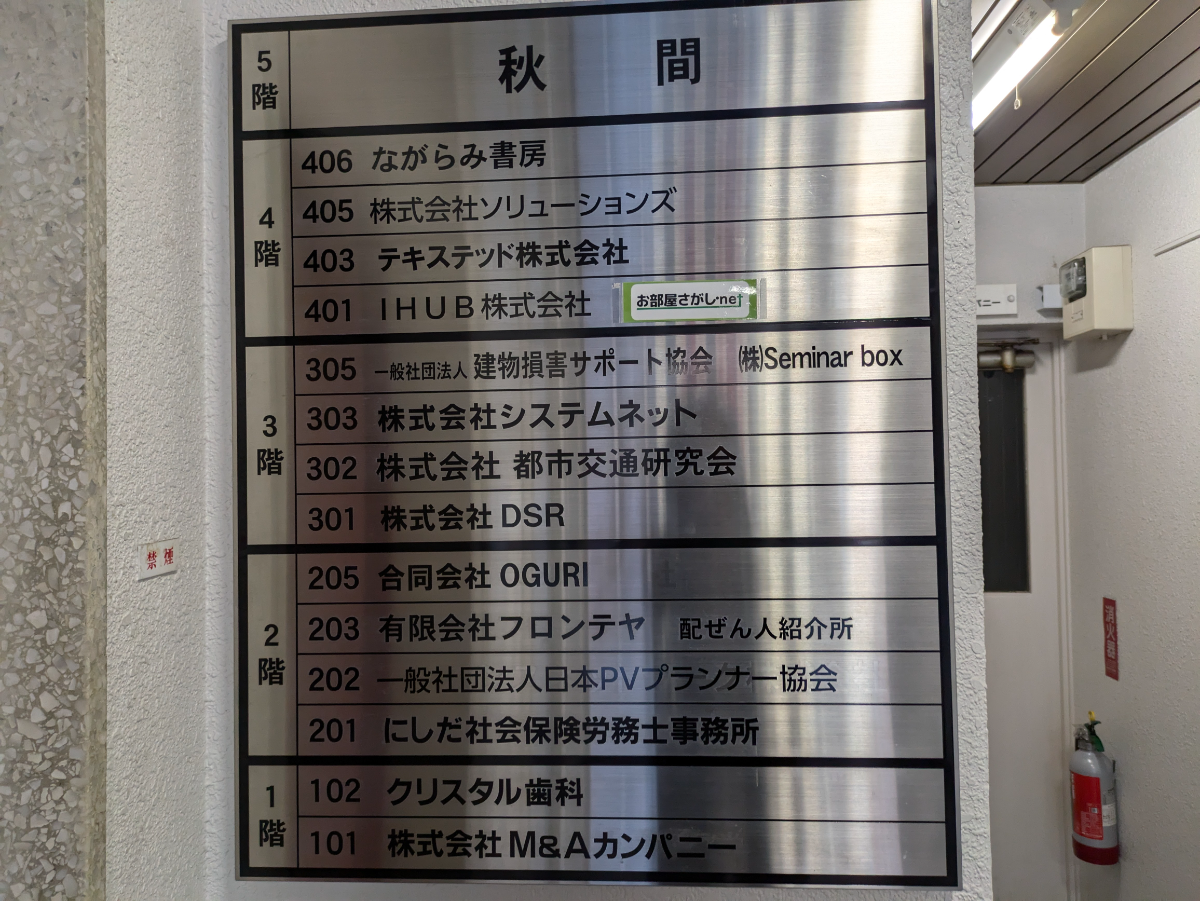 5階 秋間
4階
406 ながらみ書房
405 株式会社ソリューションズ
403 テキステッド株式会社
401 IHUB株式会社 お部屋さがし・net
3階
305 一般社団法人 建物損害サポート協会 ㈱Seminar box
303 株式会社システムネット
302 株式会社 都市交通研究会
301 株式会社 DSR
2階
205 合同会社 OGURI
203 有限会社フロンテヤ 配ぜん人紹介所
202 一般社団法人日本PVプランナー協会
201 にしだ社会保険労務士事務所
1階
102 クリスタル歯科
101 株式会社 M&Aカンパニー
禁煙
ニー
消火器